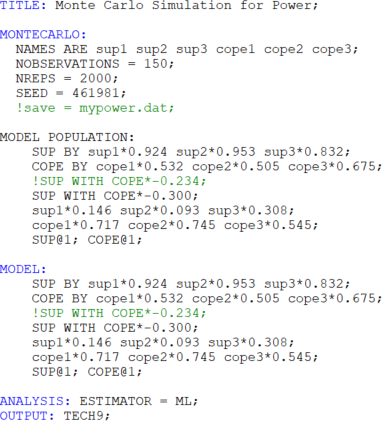 TITLE: Monte Carlo Simulation for Power;
MONTECARLO:
NAMES ARE sup1 sup2 sup3 cope1 cope2 cope3;
NOBSERVATIONS = 150;
NREPS = 2000;
SEED = 461981;
!save = mypower.dat;
MODEL POPULATION:
SUP BY sup1*0.924 sup2*0.953 sup3*0.832;
COPE BY cope1*0.532 cope2*0.505 cope3*0.675;
!SUP WITH COPE*-0.234;
SUP WITH COPE*-0.300;
sup1*0.146 sup2*0.093 sup3*0.308;
cope1*0.717 cope2*0.745 cope3*0.545;
SUP@1; COPE@1;
MODEL:
SUP BY sup1*0.924 sup2*0.953 sup3*0.832;
COPE BY cope1*0.532 cope2*0.505 cope3*0.675;
!SUP WITH COPE*-0.234;
SUP WITH COPE*-0.300;
sup1*0.146 sup2*0.093 sup3*0.308;
cope1*0.717 cope2*0.745 cope3*0.545;
SUP@1; COPE@1;
ANALYSIS: ESTIMATOR = ML;
OUTPUT: TECH9;